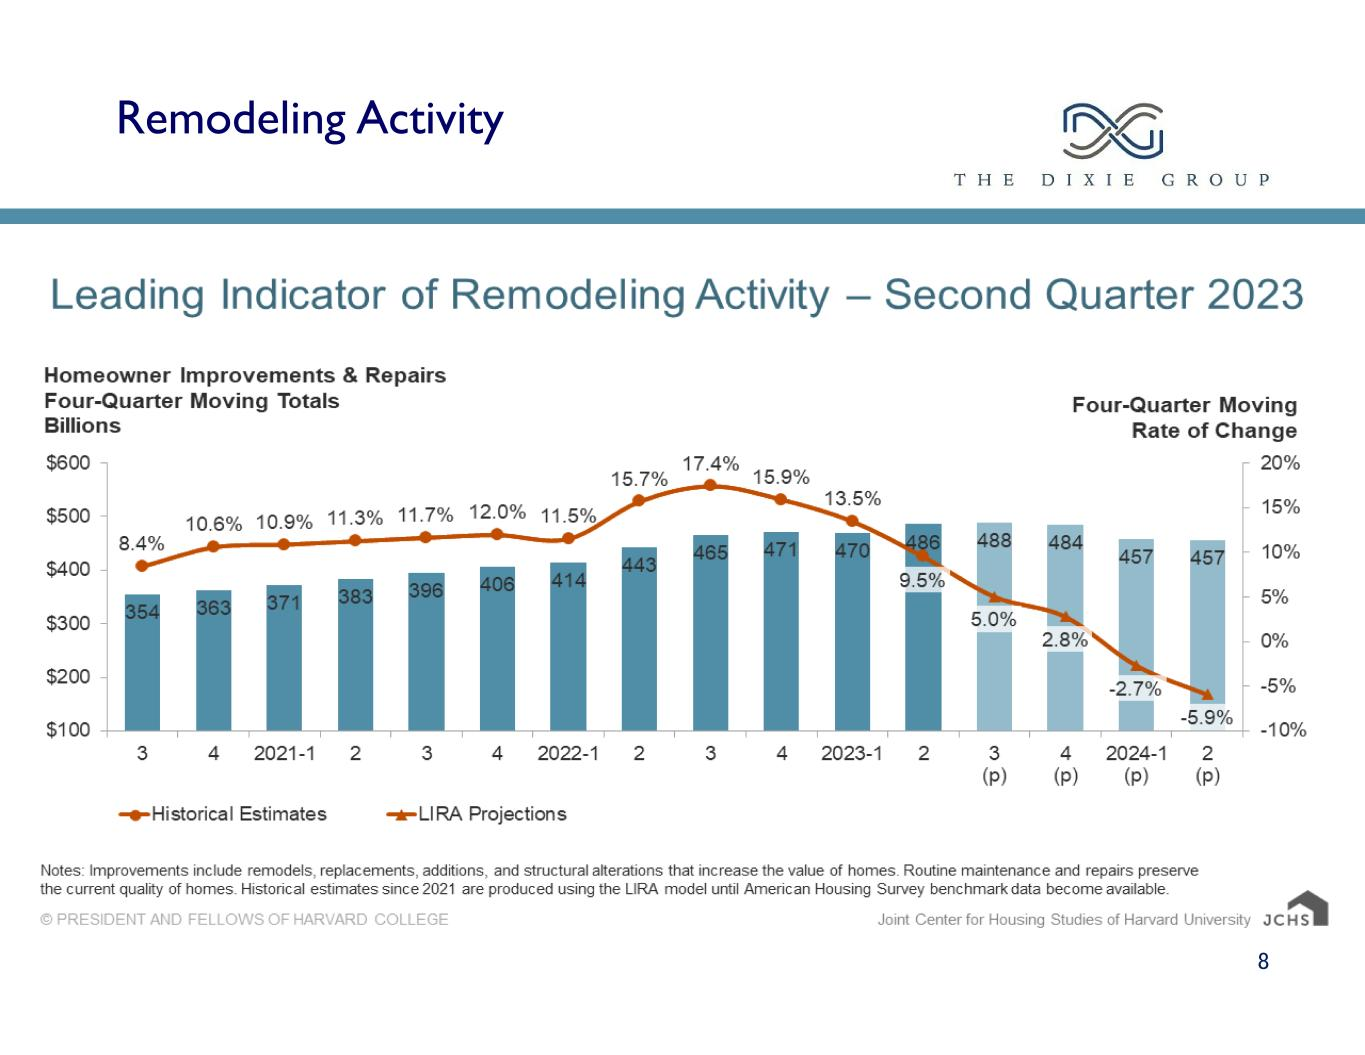 Remodeling Activity
THE DIXIE GROUP
Leading Indicator of Remodeling Activity – Second Quarter 2023
Homeowner Improvements & Repairs
Four-Quarter Moving Totals
Billions
Four-Quarter Moving
Rate of Change
$600
$500
$400
$300
$200
$100
20%
15%
10%
5%
0%
-5%
-10%
8.4% 10.6% 10.9% 11.3% 11.7% 12.0% 11.5% 15.7% 17.4% 15.9% 13.5% 9.5% 5.0% 2.8% -2.7% -5.9%
354 363 371 383 396 406 414 443 465 471 470 486 488 484 457 457
3 4 2021-1 2 3 4 2022-1 2 3 4 2023-1 2 3 4 2024-1 2
(p) (p) (p) (p)
Historical Estimates LIRA Projections
Notes: Improvements include remodels, replacements, additions, and structural alterations that increase the value of homes. Routine maintenance and repairs preserve
the current quality of homes. Historical estimates since 2021 are produced using the LIRA model until American Housing Survey benchmark data become available.
© PRESIDENT AND FELLOWS OF HARVARD COLLEGE
Joint Center for Housing Studies of Harvard University JCHS
8